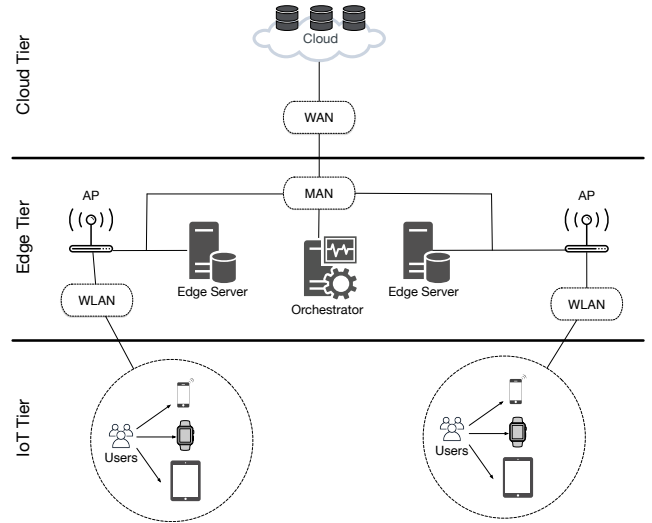 Cloud Tier
Cloud
WAN
Edge Tier
MAN
AP
AP
Edge Server
Orchestrator
Edge Server
WLAN
WLAN
IoT Tier
Users
Users